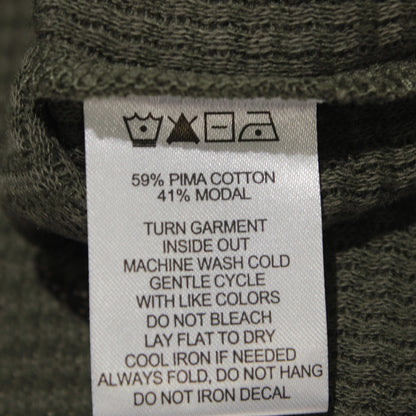 59% PIMA COTTON
41% MODAL
TURN GARMENT
INSIDE OUT
MACHINE WASH COLD
GENTLE CYCLE
WITH LIKE COLORS
DO NOT BLEACH
LAY FLAT TO DRY
COOL IRON IF NEEDED
ALWAYS FOLD, DO NOT HANG
DO NOT IRON DECAL